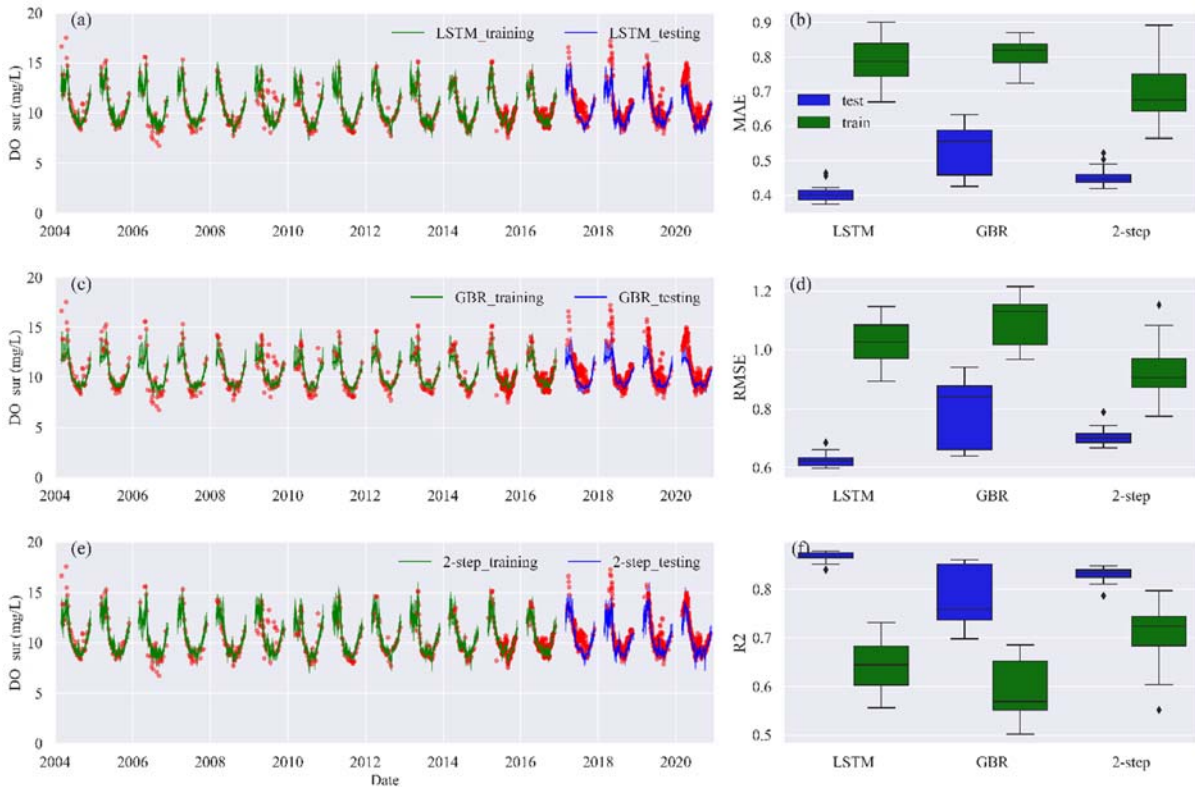 (a)
LSTM_training
LSTM_testing
DO sur (mg/L)
20
15
10
5
0
2004
2006
2008
2010
2012
2014
2016
2018
2020
(b)
MAE
0.9
0.8
0.7
0.6
0.5
0.4
test
train
LSTM
GBR
2-step
(c)
GBR_training
GBR_testing
DO sur (mg/L)
20
15
10
5
0
2004
2006
2008
2010
2012
2014
2016
2018
2020
(d)
RMSE
1.2
1.0
0.8
0.6
LSTM
GBR
2-step
(e)
2-step_training
2-step_testing
DO sur (mg/L)
20
15
10
5
0
2004
2006
2008
2010
2012
2014
2016
2018
2020
Date
(f)
R2
0.8
0.7
0.6
0.5
LSTM
GBR
2-step